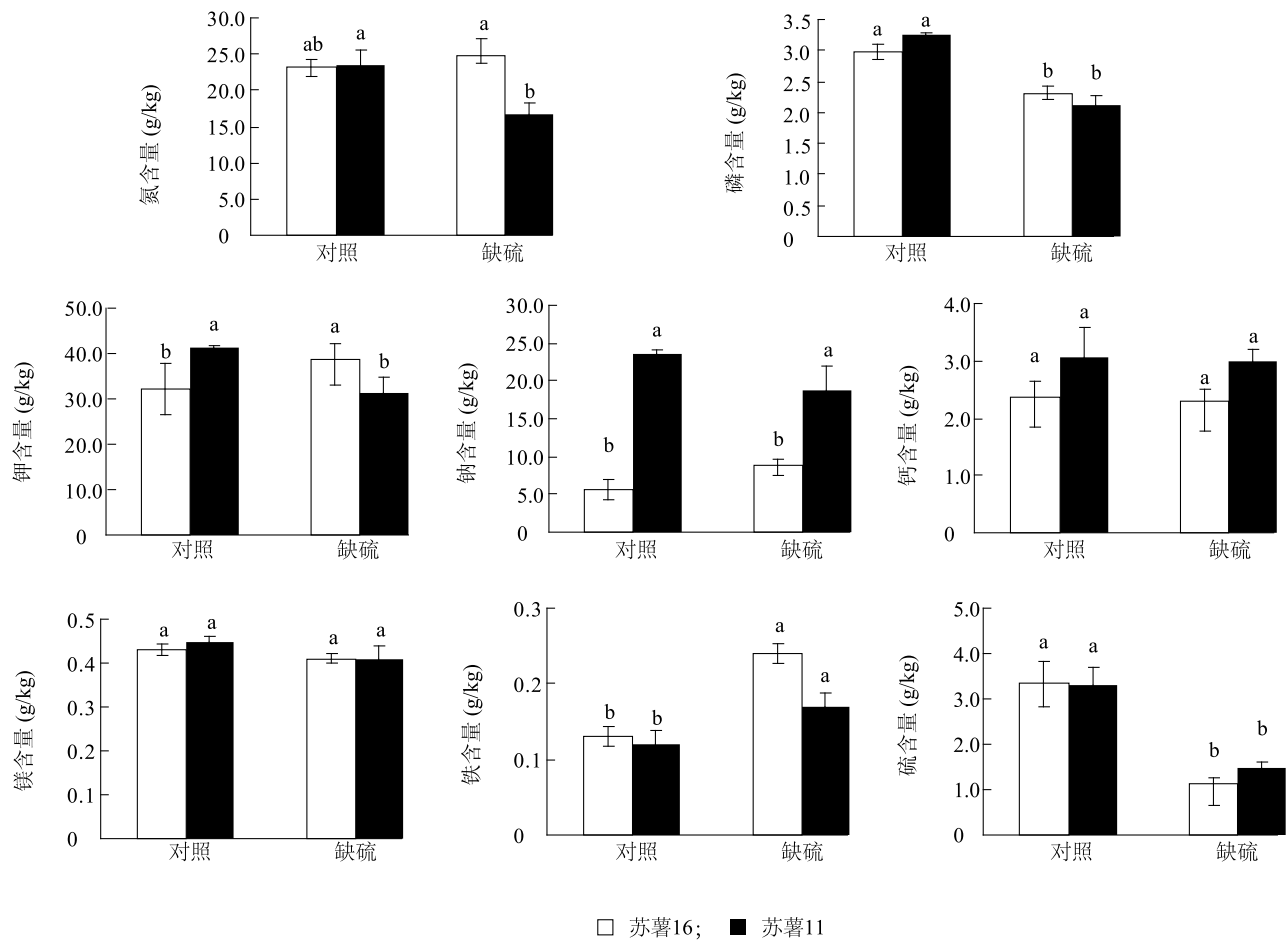 氮含量 (g/kg)
30.0
25.0
20.0
15.0
10.0
5.0
0
ab a a b
对照 缺硫
磷含量 (g/kg)
3.5
3.0
2.5
2.0
1.5
1.0
0.5
0
a a b b
对照 缺硫
钾含量 (g/kg)
50.0
40.0
30.0
20.0
10.0
0
b a a b
对照 缺硫
钠含量 (g/kg)
30.0
25.0
20.0
15.0
10.0
5.0
0
b a b a
对照 缺硫
钙含量 (g/kg)
4.0
3.0
2.0
1.0
0
a a a a
对照 缺硫
镁含量 (g/kg)
0.5
0.4
0.3
0.2
0.1
0
a a a a
对照 缺硫
铁含量 (g/kg)
0.3
0.2
0.1
0
b b a a
对照 缺硫
硫含量 (g/kg)
5.0
4.0
3.0
2.0
1.0
0
a a b b
对照 缺硫
苏薯16; 苏薯11